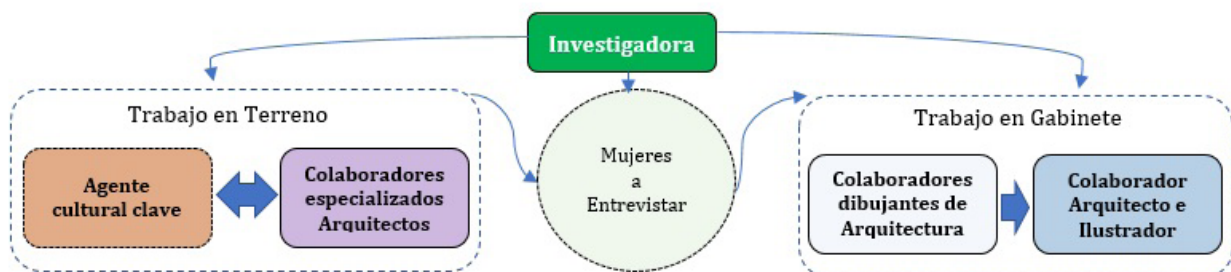 Investigadora
Trabajo en Terreno
Agente
cultural clave
Colaboradores
especializados
Arquitectos
Mujeres
a
Entrevistar
Trabajo en Gabinete
Colaboradores
dibujantes de
Arquitectura
Colaborador
Arquitecto e
Ilustrador